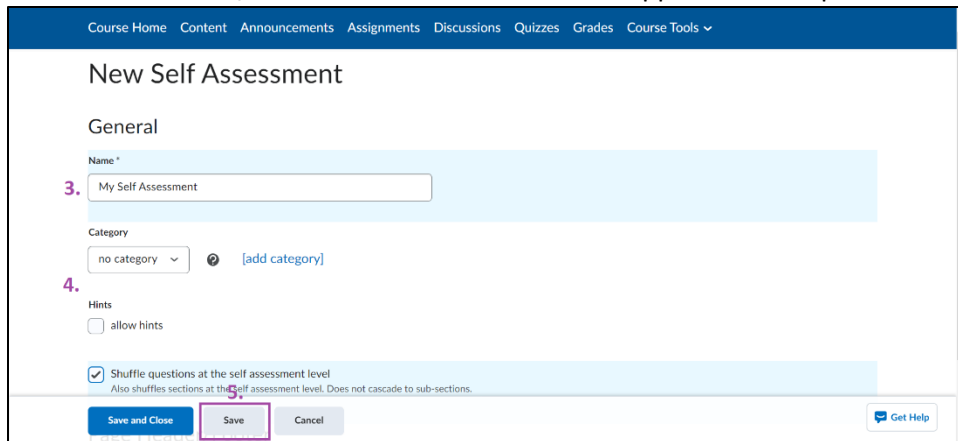 Course Home Content Announcements Assignments Discussions Quizzes Grades Course Tools
New Self Assessment
General
Name *
3. My Self Assessment
Category
no category [add category]
4.
Hints
allow hints
Shuffle questions at the self assessment level
Also shuffles sections at the self assessment level. Does not cascade to sub-sections.
5.
Save and Close Save Cancel Get Help